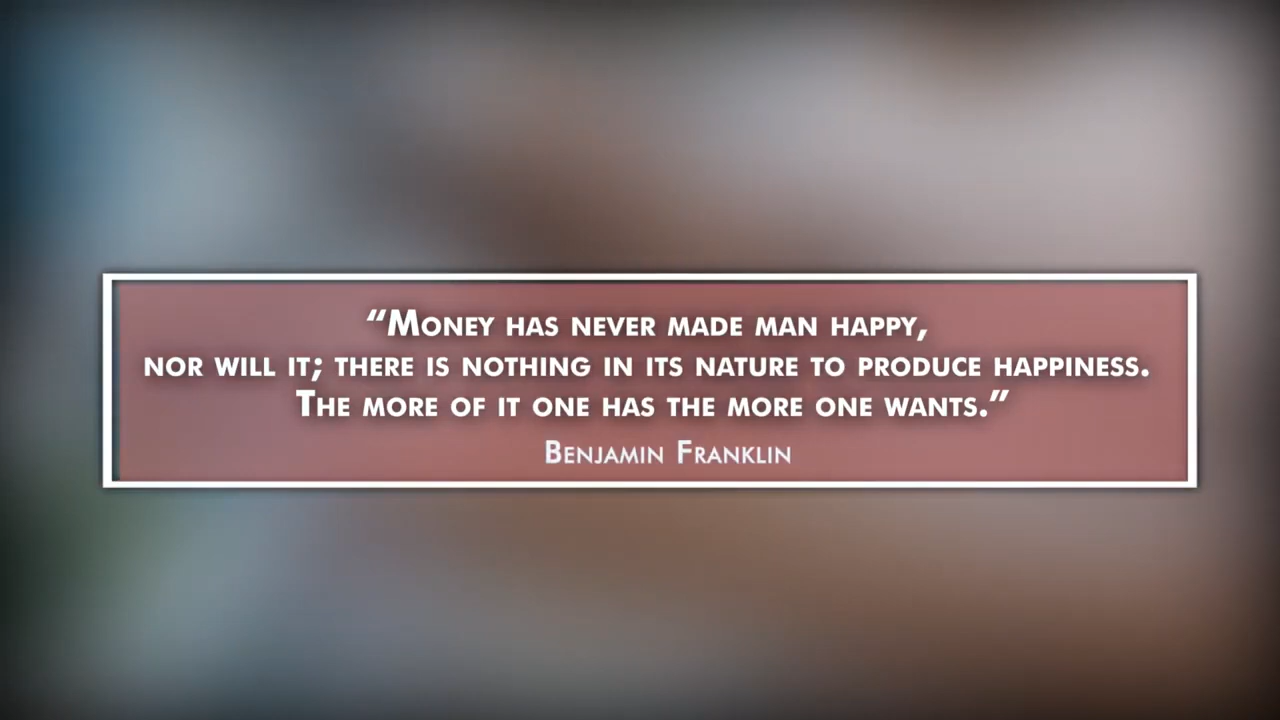 “Money has never made man happy,
nor will it; there is nothing in its nature to produce happiness.
The more of it one has the more one wants.”
Benjamin Franklin